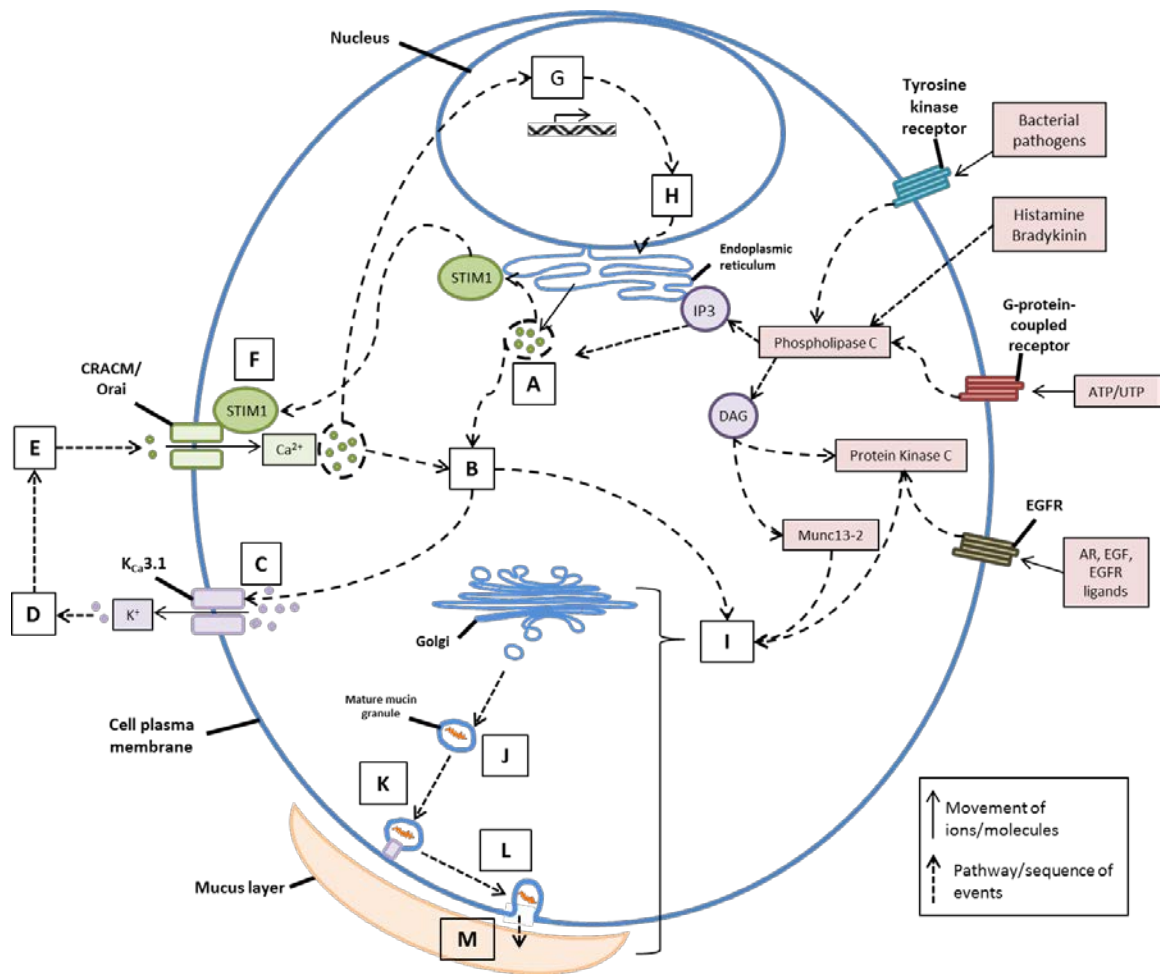 Nucleus
G
Tyrosine
kinase
receptor
Bacterial
pathogens
H
Histamine
Bradykinin
STIM1
Endoplasmic
reticulum
IP3
G-protein-
coupled
receptor
Phospholipase C
F
CRACM/
Orai
A
ATP/UTP
STIM1
DAG
E
Ca2+
B
Protein Kinase C
EGFR
Munc13-2
KCa3.1
C
AR, EGF,
EGFR
ligands
D
K+
I
Golgi
Mature mucin
granule
Cell plasma
membrane
J
K
L
Movement of
ions/molecules
Mucus layer
Pathway/sequence of
events
M